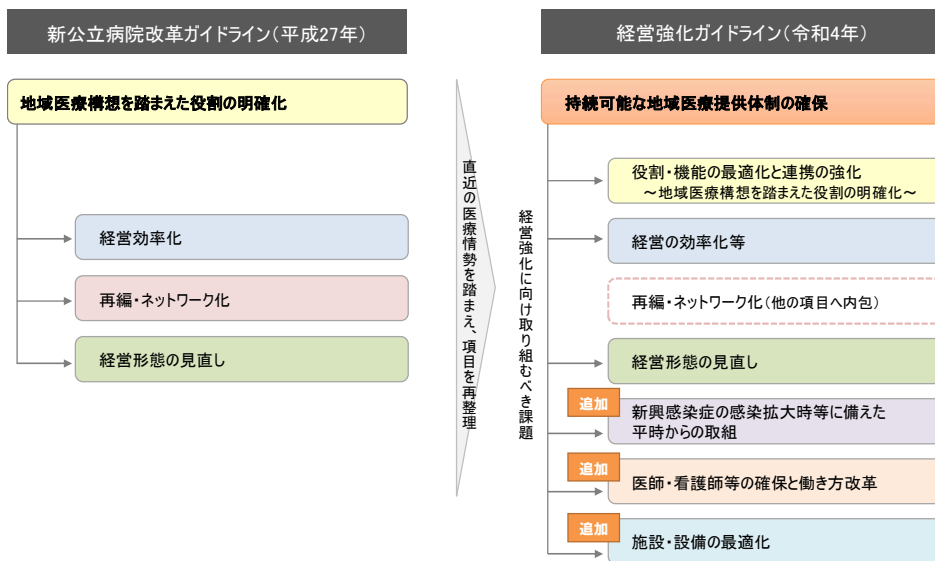 新公立病院改革ガイドライン(平成27年)
地域医療構想を踏まえた役割の明確化
経営効率化
再編・ネットワーク化
経営形態の見直し
直近の医療情勢を踏まえ、項目を再整理
経営強化ガイドライン(令和4年)
持続可能な地域医療提供体制の確保
経営強化に向け取り組むべき課題
役割・機能の最適化と連携の強化
～地域医療構想を踏まえた役割の明確化～
経営の効率化等
再編・ネットワーク化(他の項目へ内包)
経営形態の見直し
追加
新興感染症の感染拡大時等に備えた
平時からの取組
追加
医師・看護師等の確保と働き方改革
追加
施設・設備の最適化